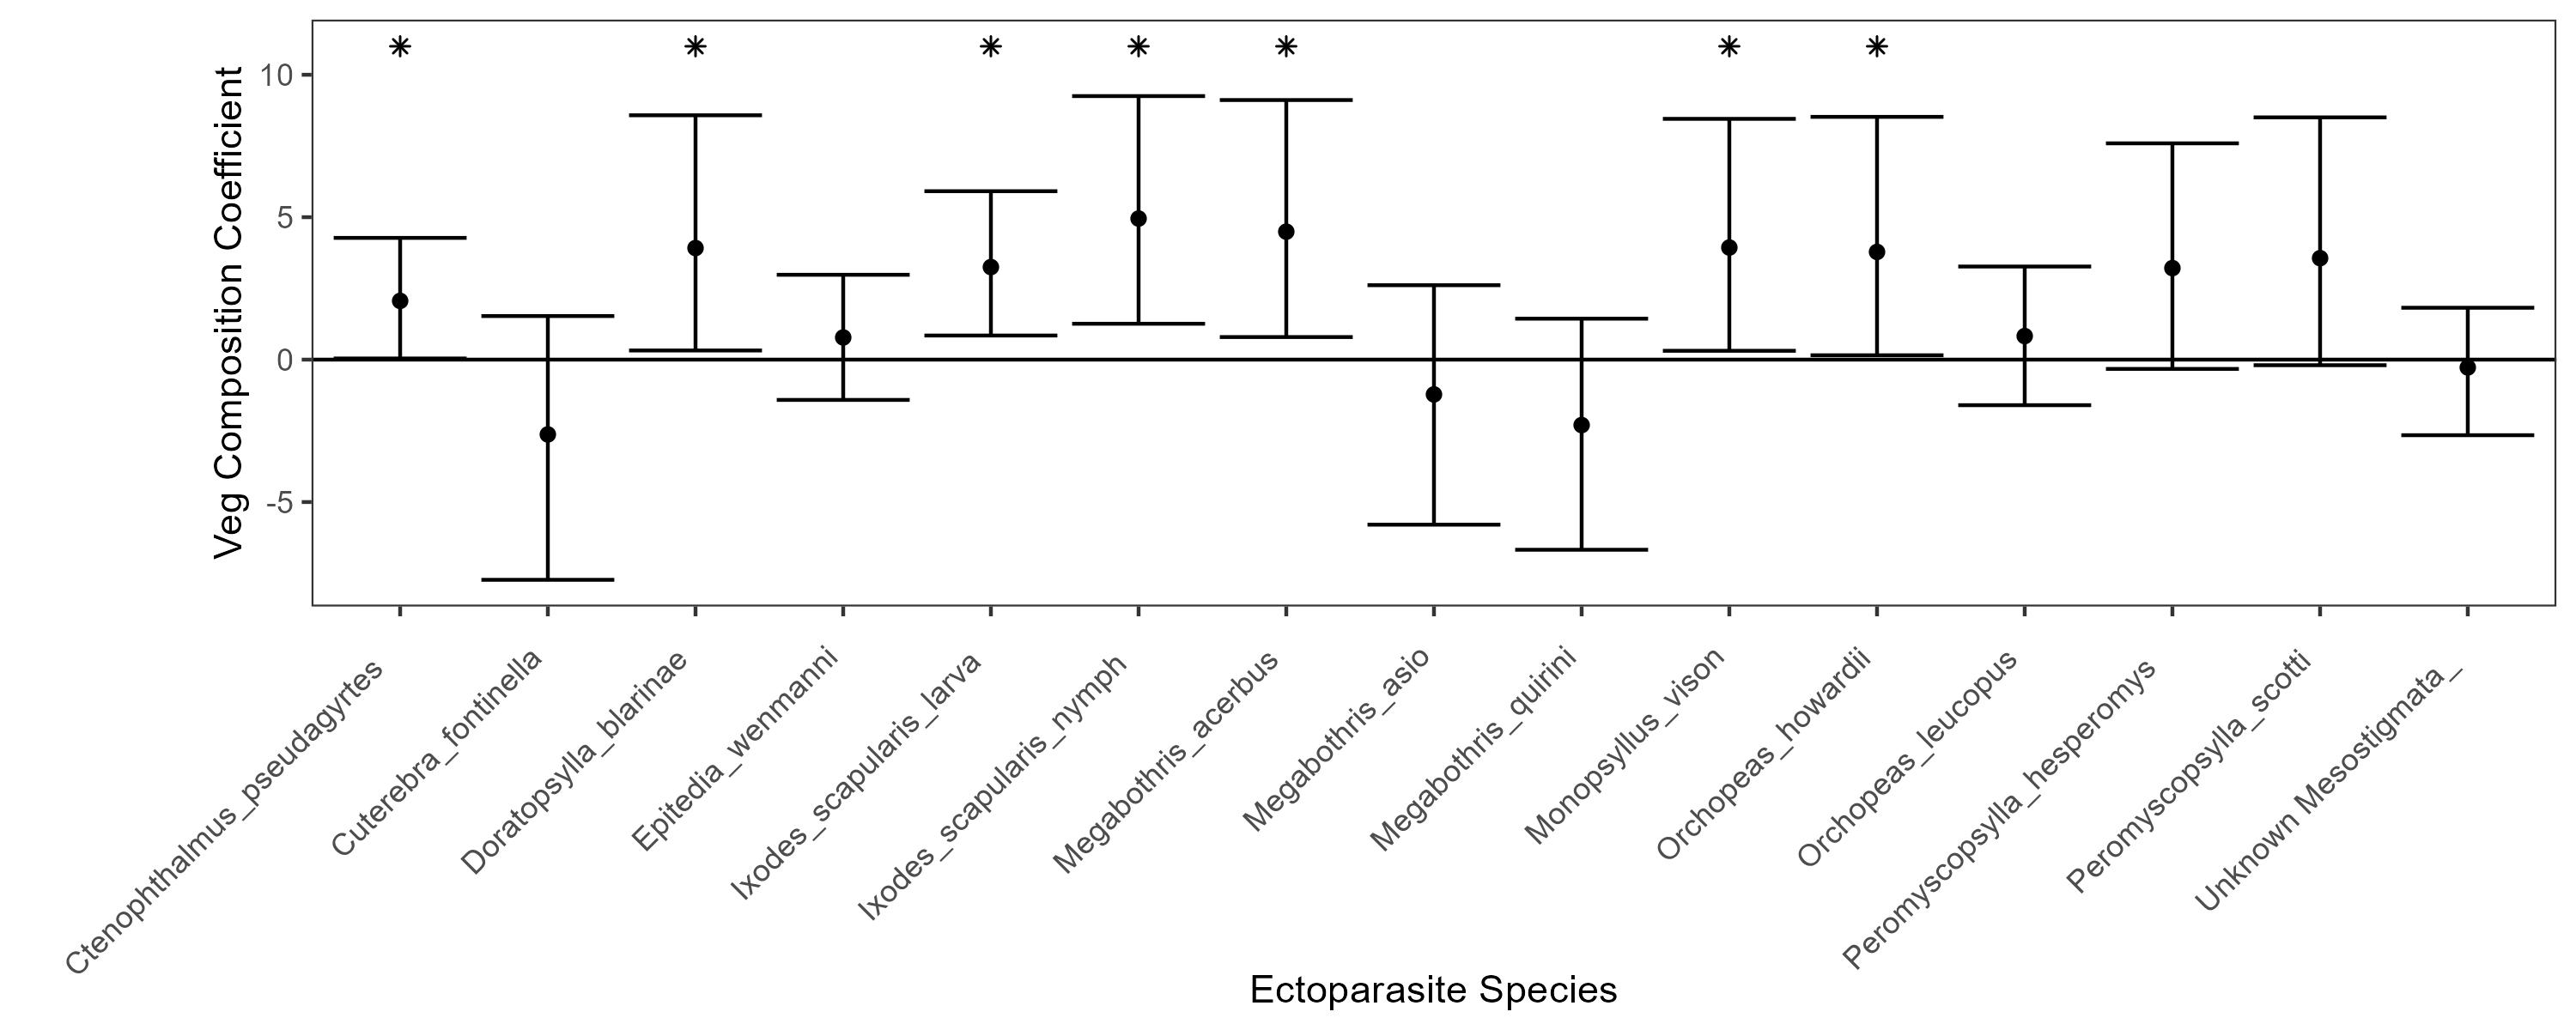 Veg Composition Coefficient
10
5
0
-5
Ctenophthalmus_pseudagyrtes
Cuterebra_fontinella
Doratopsylla_blarinae
Epitedia_wenmanni
Ixodes_scapularis_larva
Ixodes_scapularis_nymph
Megabothris_acerbus
Megabothris_asio
Megabothris_quirini
Monopsyllus_vison
Orchopeas_howardii
Orchopeas_leucopus
Peromyscopsylla_hesperomys
Peromyscopsylla_scotti
Unknown Mesostigmata_
Ectoparasite Species